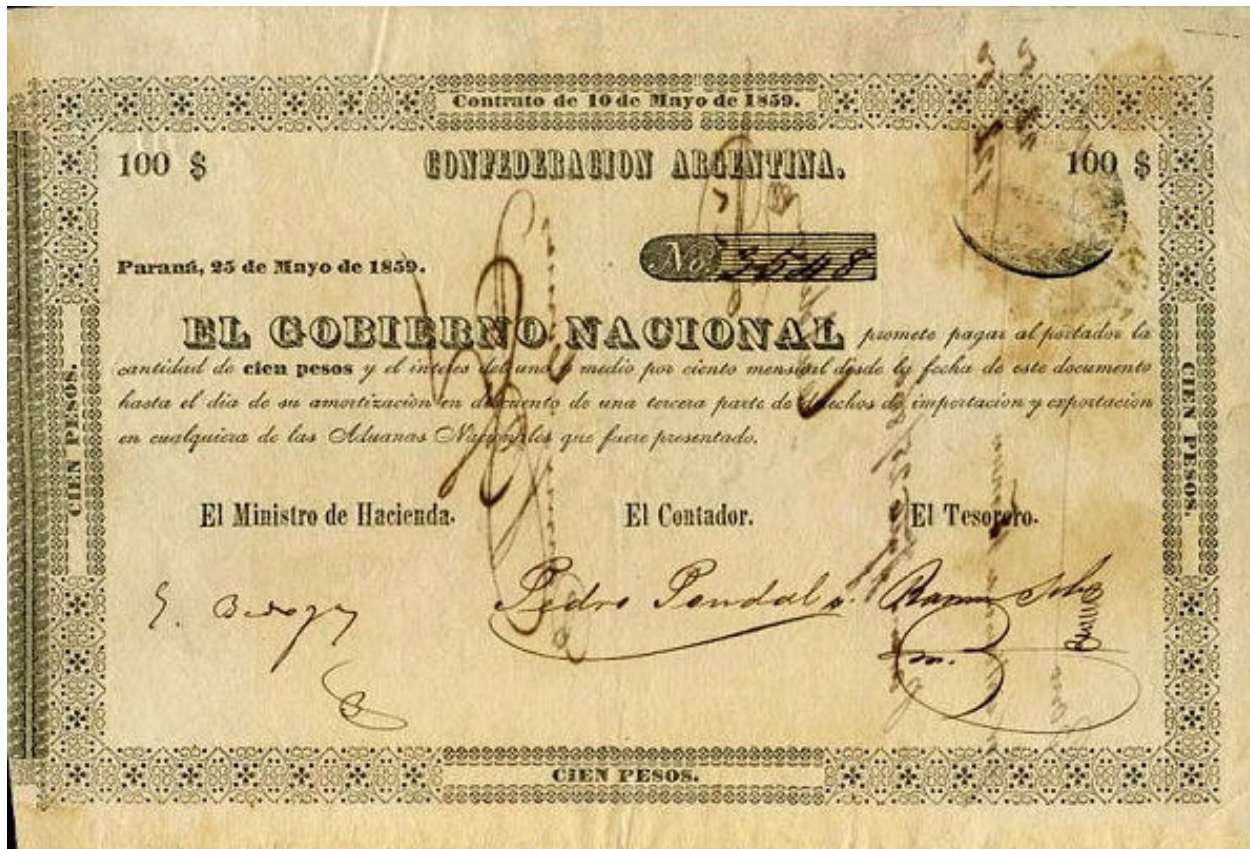 Contrato de 10 de Mayo de 1859.
100 $ CONFEDERACION ARGENTINA. 100 $
Paraná, 25 de Mayo de 1859. No. 3548
EL GOBIERNO NACIONAL promete pagar al portador la
cantidad de cien pesos y el interes del uno y medio por ciento mensual desde la fecha de este documento
hasta el dia de su amortizacion en descuento de una tercera parte de derechos de importacion y exportacion
en cualquiera de las Aduanas Nacionales que fuere presentado.
CIEN PESOS.
CIEN PESOS.
El Ministro de Hacienda. El Contador. El Tesorero.
Pedro Ramon
CIEN PESOS.